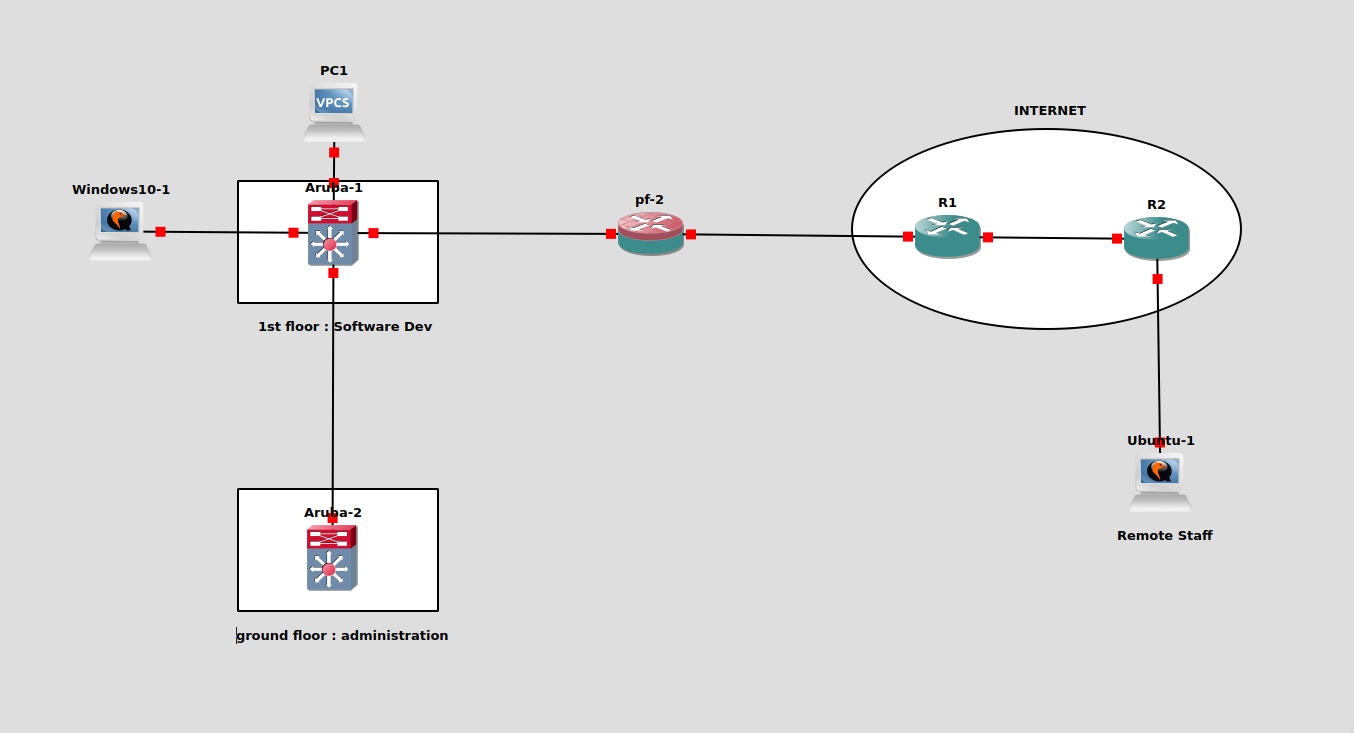 PC1
VPCS
INTERNET
Windows10-1
Aruba-1
pf-2
R1
R2
1st floor : Software Dev
Ubuntu-1
Aruba-2
Remote Staff
ground floor : administration